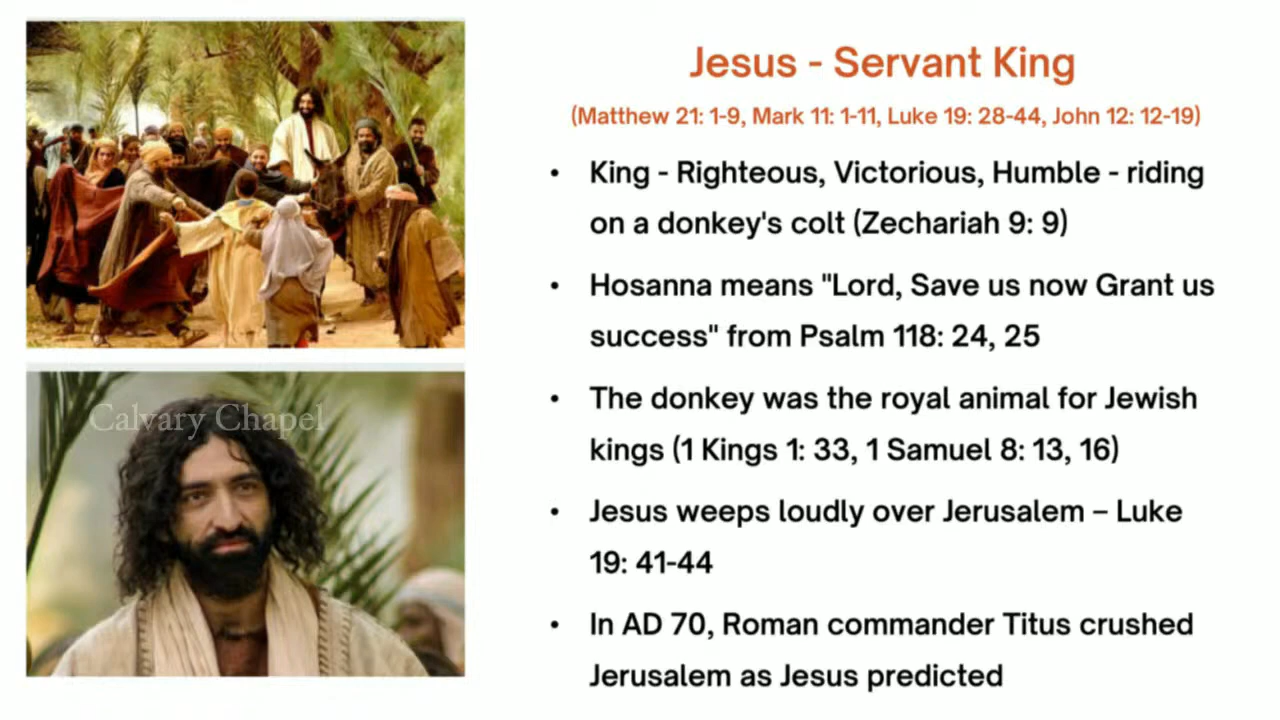 Jesus - Servant King
(Matthew 21: 1-9, Mark 11: 1-11, Luke 19: 28-44, John 12: 12-19)
• King - Righteous, Victorious, Humble - riding
on a donkey's colt (Zechariah 9: 9)
• Hosanna means "Lord, Save us now Grant us
success" from Psalm 118: 24, 25
• The donkey was the royal animal for Jewish
kings (1 Kings 1: 33, 1 Samuel 8: 13, 16)
• Jesus weeps loudly over Jerusalem – Luke
19: 41-44
• In AD 70, Roman commander Titus crushed
Jerusalem as Jesus predicted
Calvary Chapel